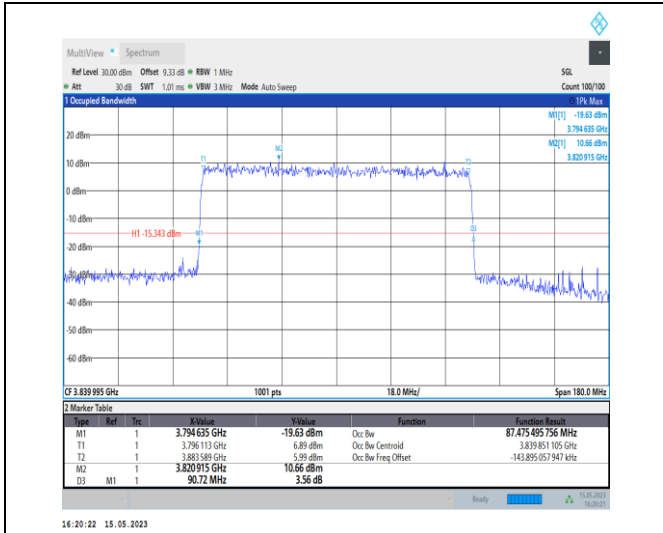 MultiView Spectrum
Ref Level 30.00 dBm Offset 9.33 dB RBW 1 MHz SGL
Att 30 dB SWT 1.01 ms VBW 3 MHz Mode Auto Sweep Count 100/100
1 Occupied Bandwidth 1Pk Max
M1[1] -19.63 dBm
3.794 635 GHz
M2[1] 10.66 dBm
3.820 915 GHz
20 dBm
M2
T1 T2
10 dBm
0 dBm
-10 dBm
H1 -15.343 dBm M1 D3
-20 dBm
-30 dBm
-40 dBm
-50 dBm
-60 dBm
CF 3.839 995 GHz 1001 pts 18.0 MHz/ Span 180.0 MHz
2 Marker Table
Type Ref Trc X-Value Y-Value Function Function Result
M1 1 3.794 635 GHz -19.63 dBm Occ Bw 87.475 495 756 MHz
T1 1 3.796 113 GHz 6.89 dBm Occ Bw Centroid 3.839 851 105 GHz
T2 1 3.883 589 GHz 5.99 dBm Occ Bw Freq Offset -143.895 057 947 kHz
M2 1 3.820 915 GHz 10.66 dBm
D3 M1 1 90.72 MHz 3.56 dB
Ready 15.05.2023
16:20:21
16:20:22 15.05.2023